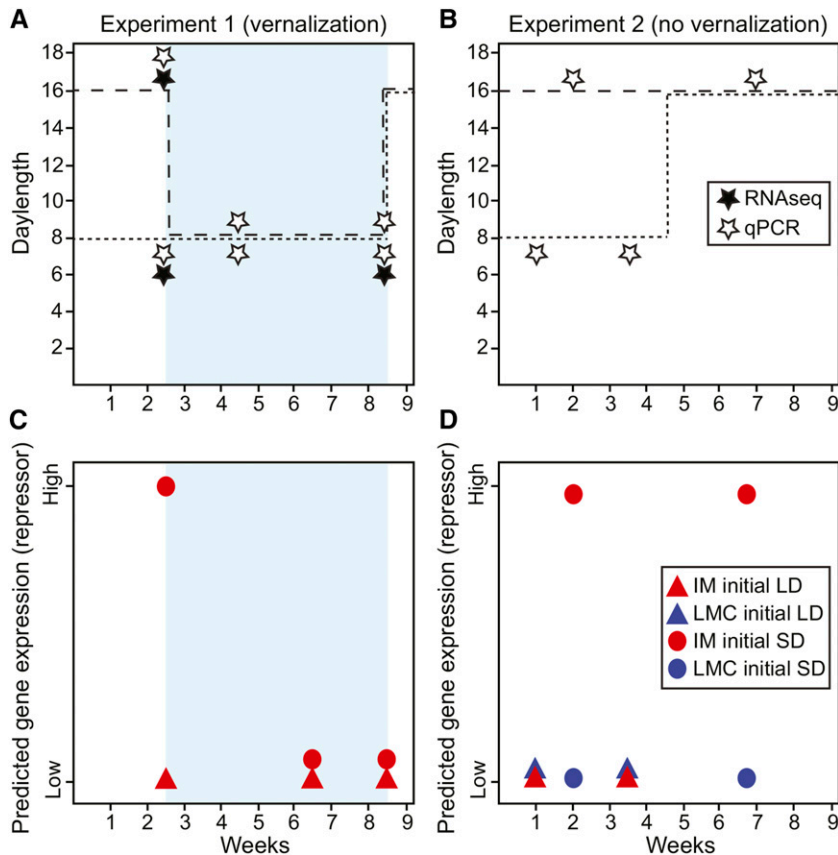 A
Experiment 1 (vernalization)
Daylength
18
16
14
12
10
8
6
4
2
1 2 3 4 5 6 7 8 9
B
Experiment 2 (no vernalization)
Daylength
18
16
14
12
10
8
6
4
2
RNAseq
qPCR
1 2 3 4 5 6 7 8 9
C
Predicted gene expression (repressor)
High
Low
1 2 3 4 5 6 7 8 9
Weeks
D
Predicted gene expression (repressor)
High
Low
IM initial LD
LMC initial LD
IM initial SD
LMC initial SD
1 2 3 4 5 6 7 8 9
Weeks